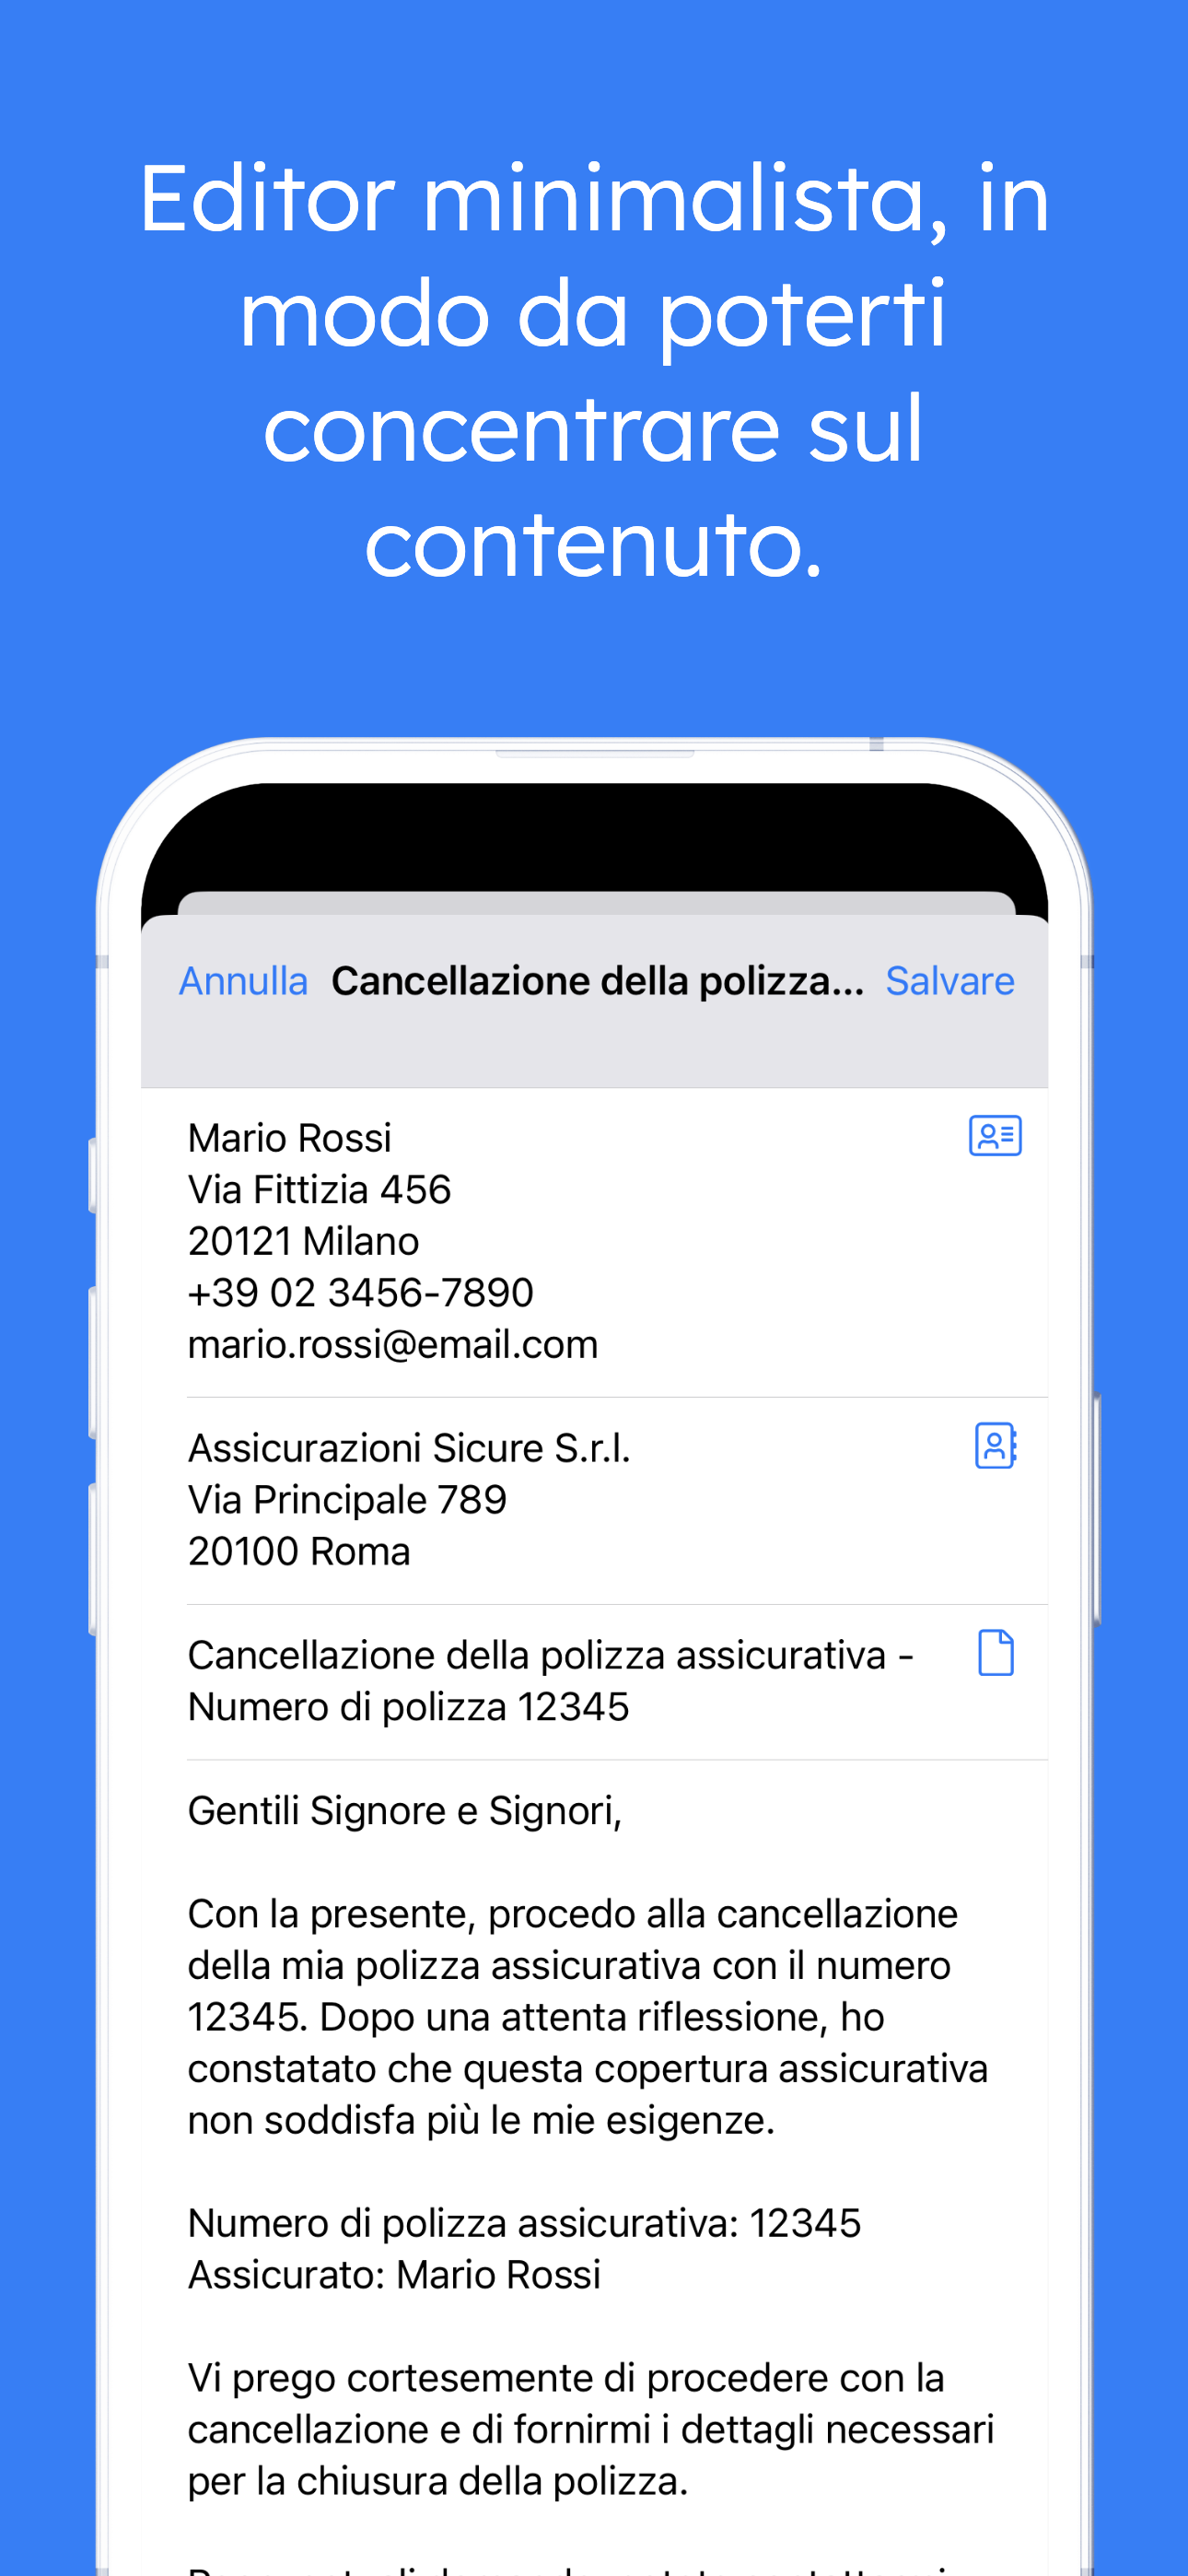 Editor minimalista, in
modo da poterti
concentrare sul
contenuto.
Annulla Cancellazione della polizza... Salvare
Mario Rossi
Via Fittizia 456
20121 Milano
+39 02 3456-7890
mario.rossi@email.com
Assicurazioni Sicure S.r.l.
Via Principale 789
20100 Roma
Cancellazione della polizza assicurativa -
Numero di polizza 12345
Gentili Signore e Signori,
Con la presente, procedo alla cancellazione
della mia polizza assicurativa con il numero
12345. Dopo una attenta riflessione, ho
constatato che questa copertura assicurativa
non soddisfa più le mie esigenze.
Numero di polizza assicurativa: 12345
Assicurato: Mario Rossi
Vi prego cortesemente di procedere con la
cancellazione e di fornirmi i dettagli necessari
per la chiusura della polizza.